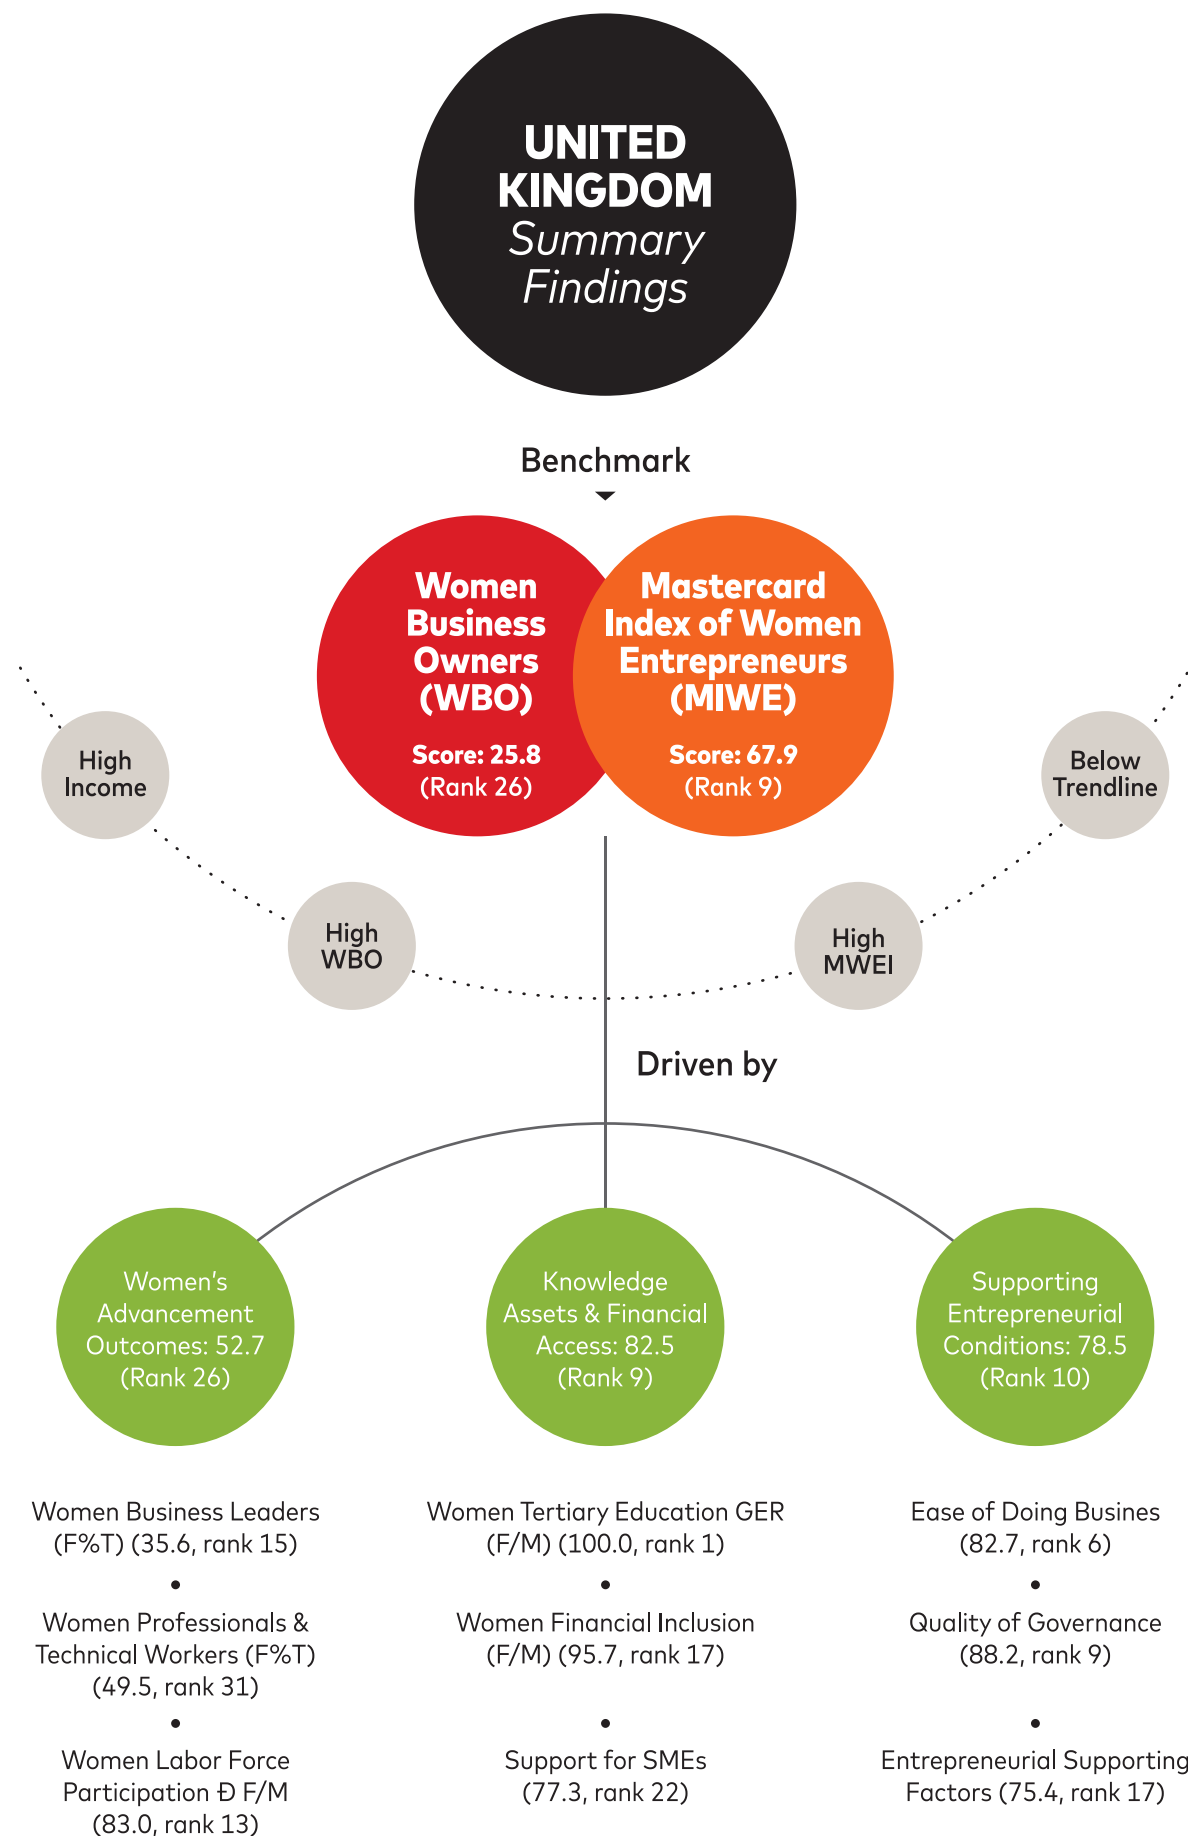 UNITED
KINGDOM
Summary
Findings
Benchmark
Women
Business
Owners
(WBO)
Score: 25.8
(Rank 26)
Mastercard
Index of Women
Entrepreneurs
(MIWE)
Score: 67.9
(Rank 9)
High
Income
High
WBO
High
MWEI
Below
Trendline
Driven by
Women's
Advancement
Outcomes: 52.7
(Rank 26)
Knowledge
Assets & Financial
Access: 82.5
(Rank 9)
Supporting
Entrepreneurial
Conditions: 78.5
(Rank 10)
Women Business Leaders
(F%T) (35.6, rank 15)
•
Women Professionals &
Technical Workers (F%T)
(49.5, rank 31)
•
Women Labor Force
Participation Ð F/M
(83.0, rank 13)
Women Tertiary Education GER
(F/M) (100.0, rank 1)
•
Women Financial Inclusion
(F/M) (95.7, rank 17)
•
Support for SMEs
(77.3, rank 22)
Ease of Doing Busines
(82.7, rank 6)
•
Quality of Governance
(88.2, rank 9)
•
Entrepreneurial Supporting
Factors (75.4, rank 17)